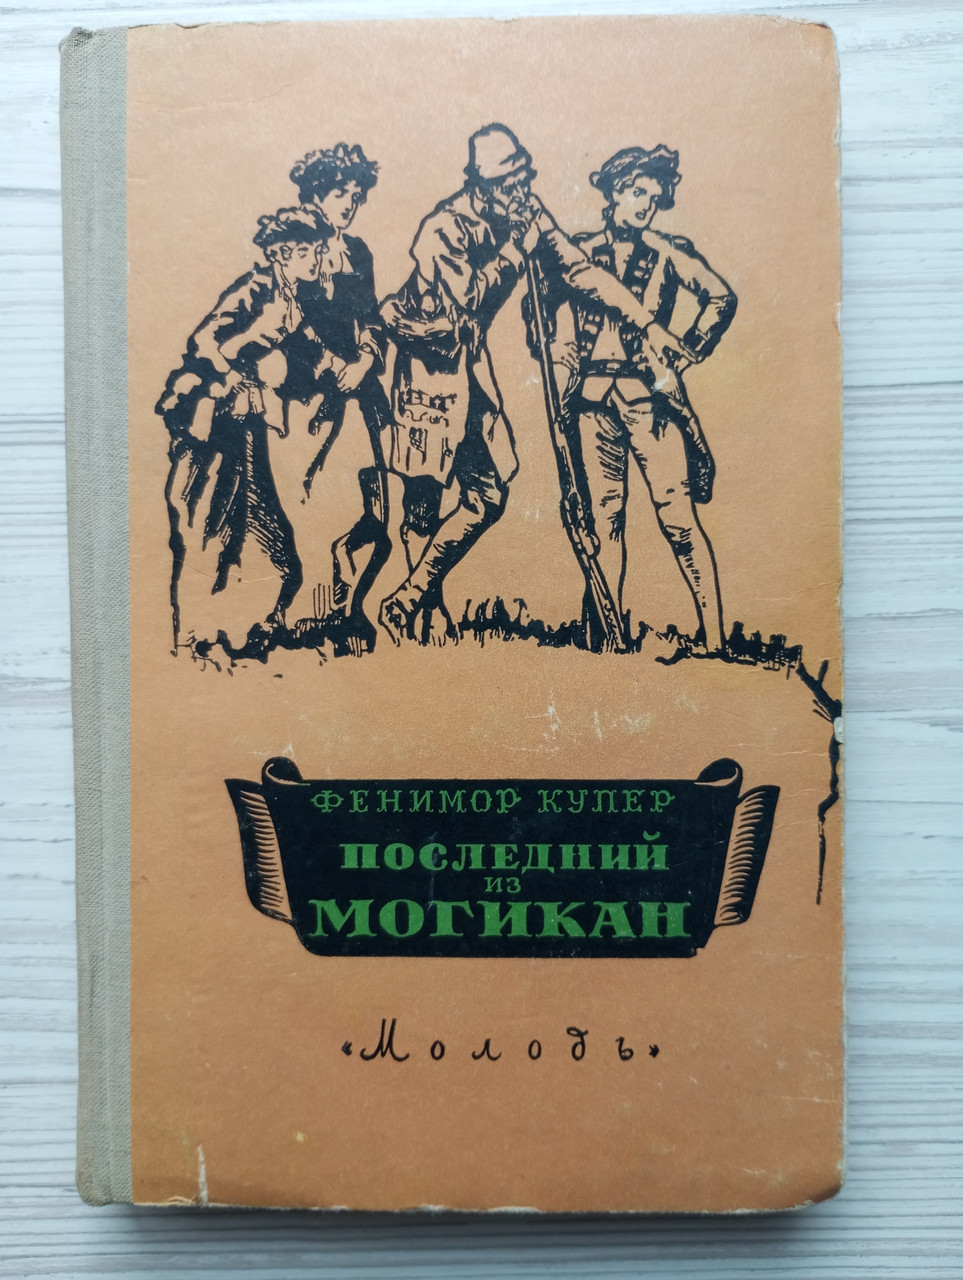 ФЕНИМОР КУПЕР
ПОСЛЕДНИЙ
ИЗ
МОГИКАН
«Молодь»